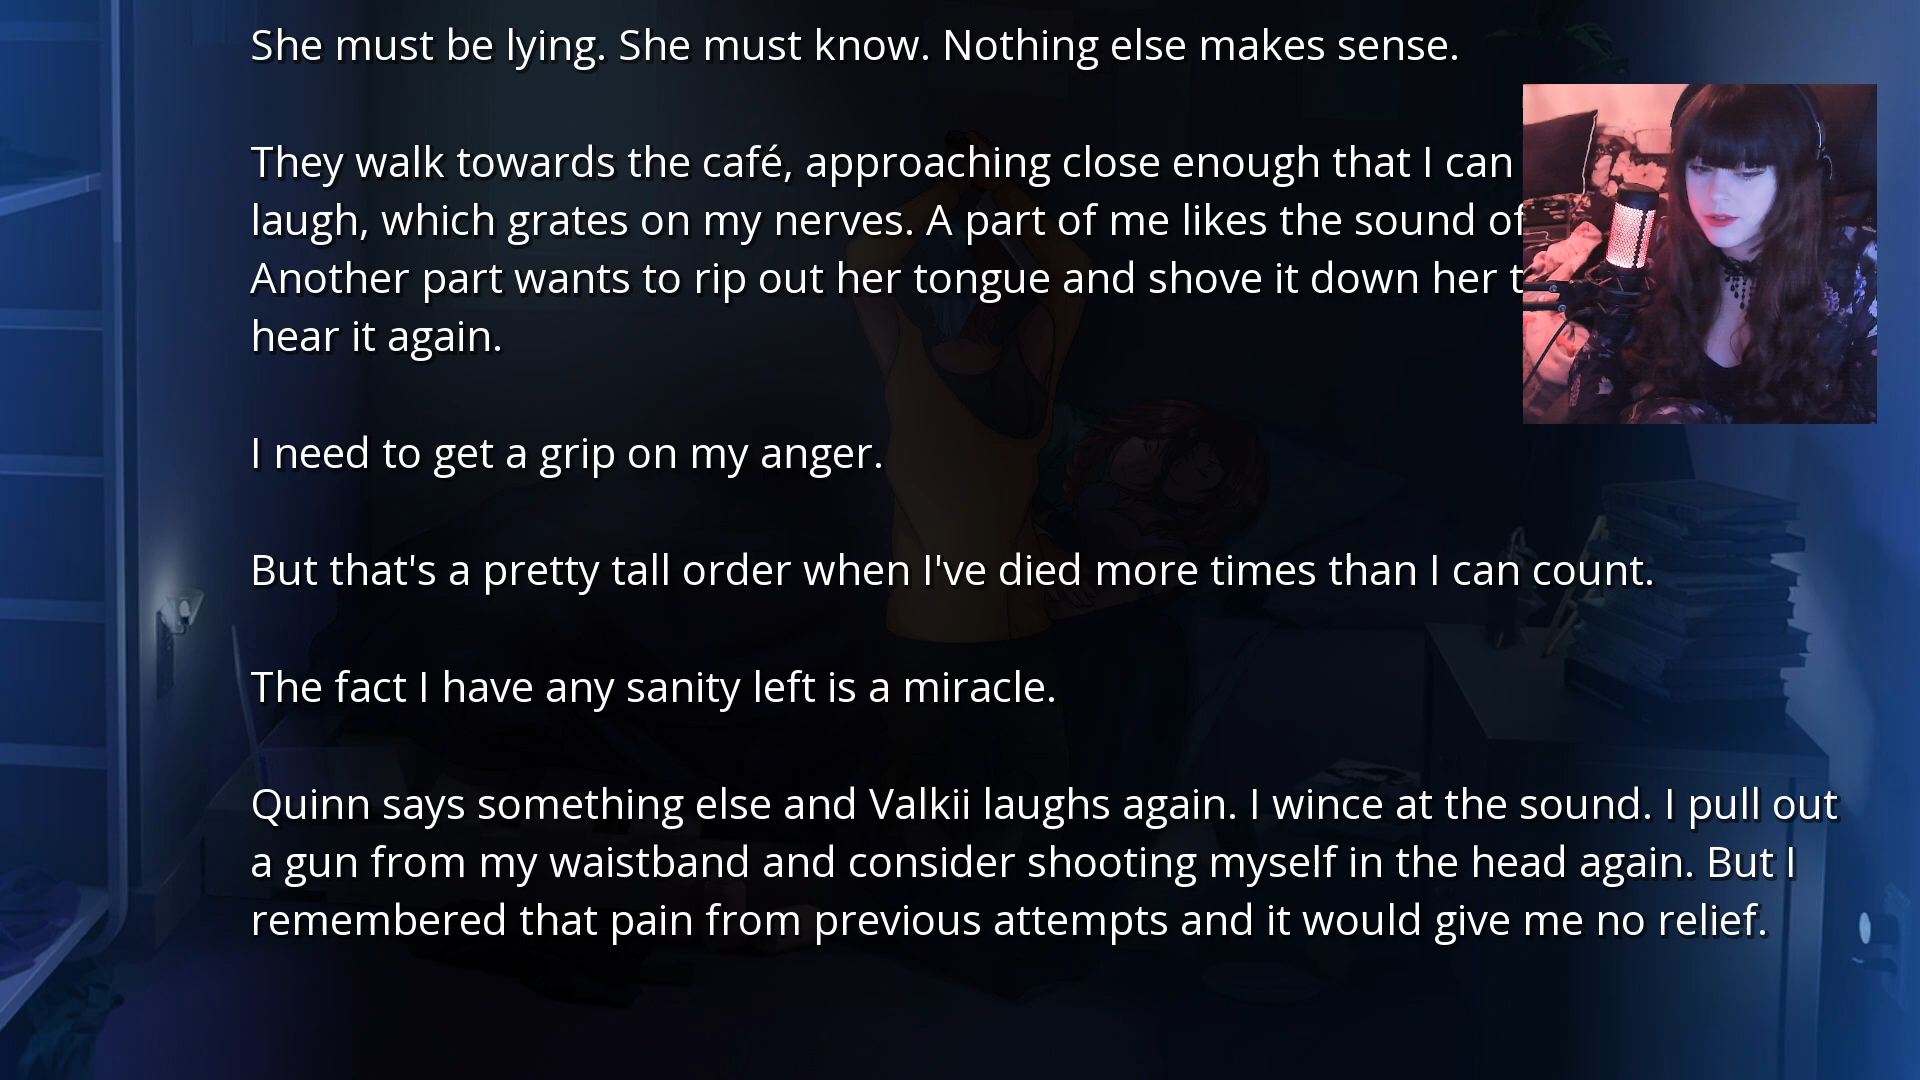 She must be lying. She must know. Nothing else makes sense.
They walk towards the café, approaching close enough that I can
laugh, which grates on my nerves. A part of me likes the sound of
Another part wants to rip out her tongue and shove it down her
hear it again.
I need to get a grip on my anger.
But that's a pretty tall order when I've died more times than I can count.
The fact I have any sanity left is a miracle.
Quinn says something else and Valkii laughs again. I wince at the sound. I pull out
a gun from my waistband and consider shooting myself in the head again. But I
remembered that pain from previous attempts and it would give me no relief.